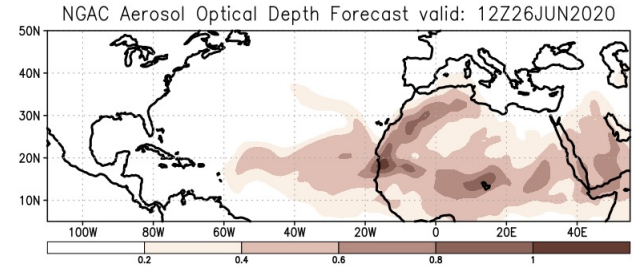 NGAC Aerosol Optical Depth Forecast valid: 12Z26JUN2020
50N
40N
30N
20N
10N
100W 80W 60W 40W 20W 0 20E 40E
0.2 0.4 0.6 0.8 1